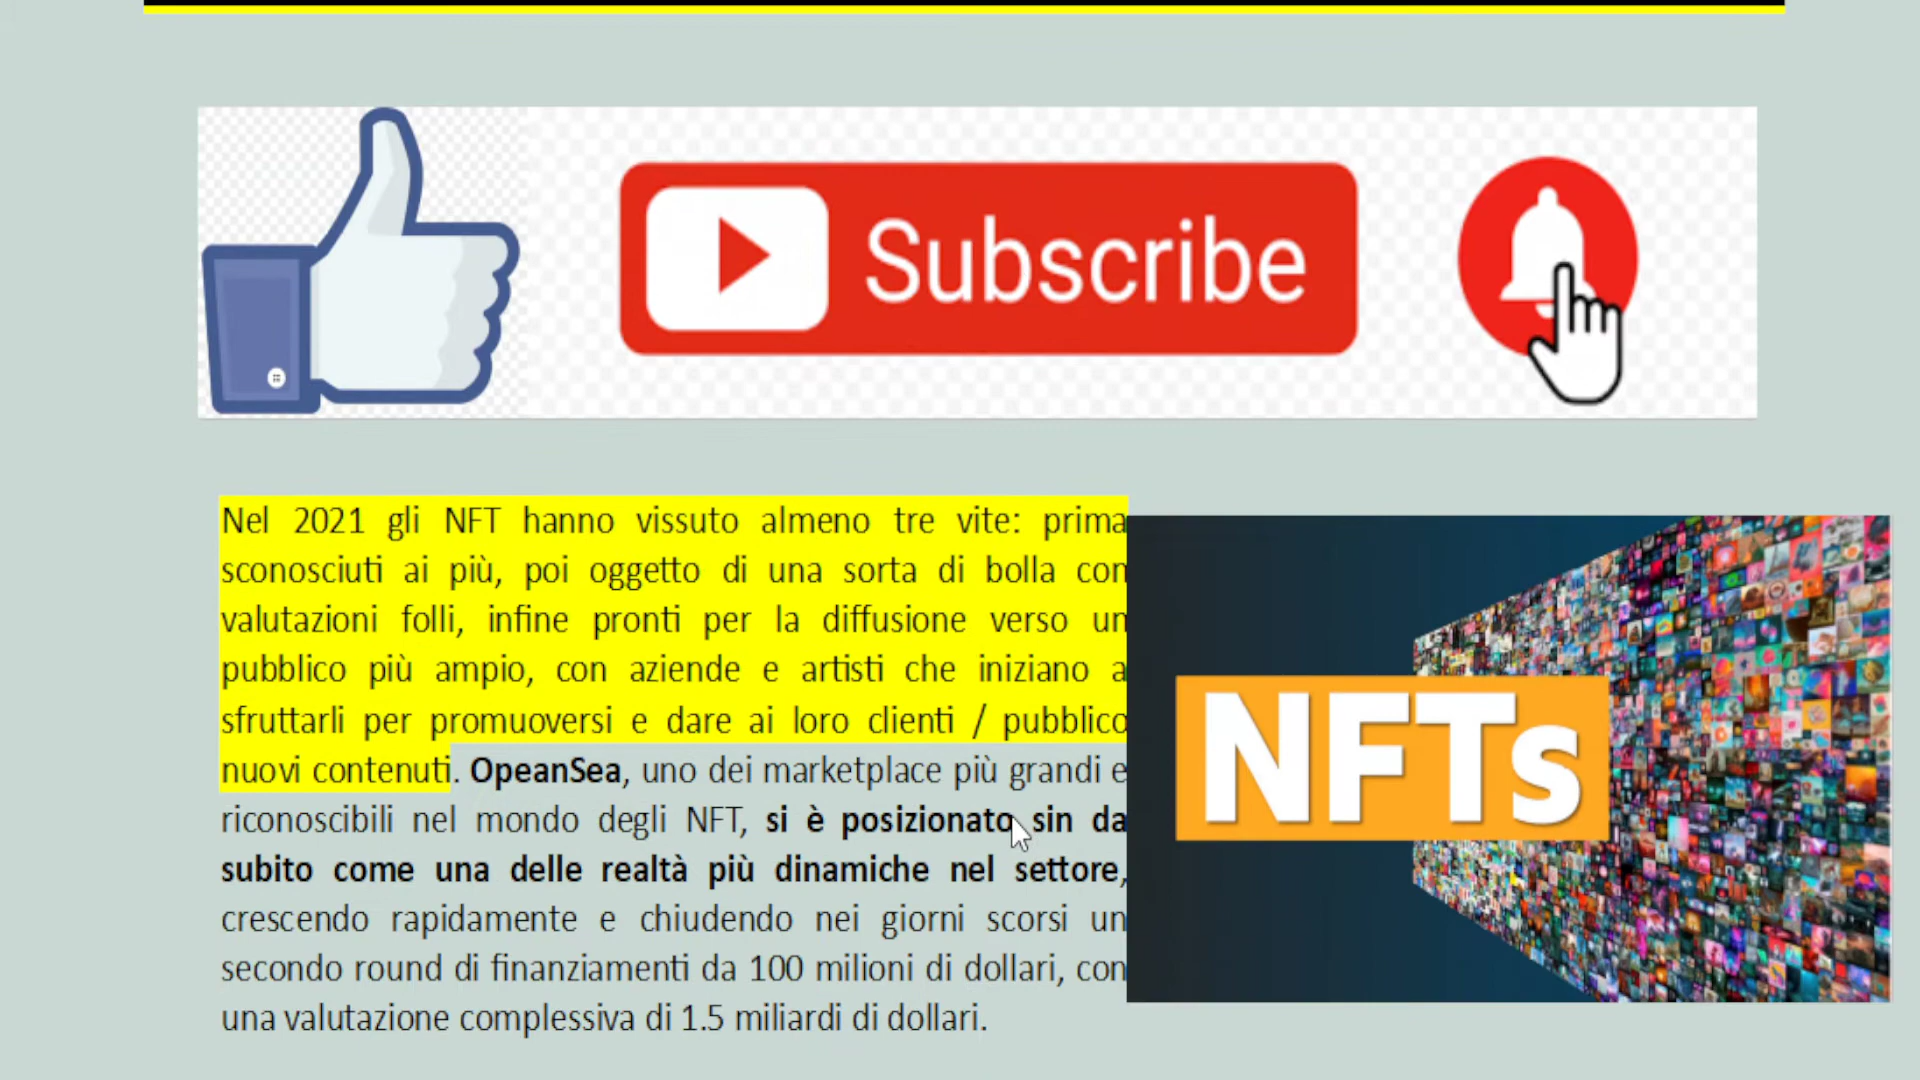 Subscribe
Nel 2021 gli NFT hanno vissuto almeno tre vite: prima
sconosciuti ai più, poi oggetto di una sorta di bolla con
valutazioni folli, infine pronti per la diffusione verso un
pubblico più ampio, con aziende e artisti che iniziano a
sfruttarli per promuoversi e dare ai loro clienti / pubblico
nuovi contenuti. OpeanSea, uno dei marketplace più grandi e
riconoscibili nel mondo degli NFT, si è posizionato sin da
subito come una delle realtà più dinamiche nel settore,
crescendo rapidamente e chiudendo nei giorni scorsi un
secondo round di finanziamenti da 100 milioni di dollari, con
una valutazione complessiva di 1.5 miliardi di dollari.
NFTs